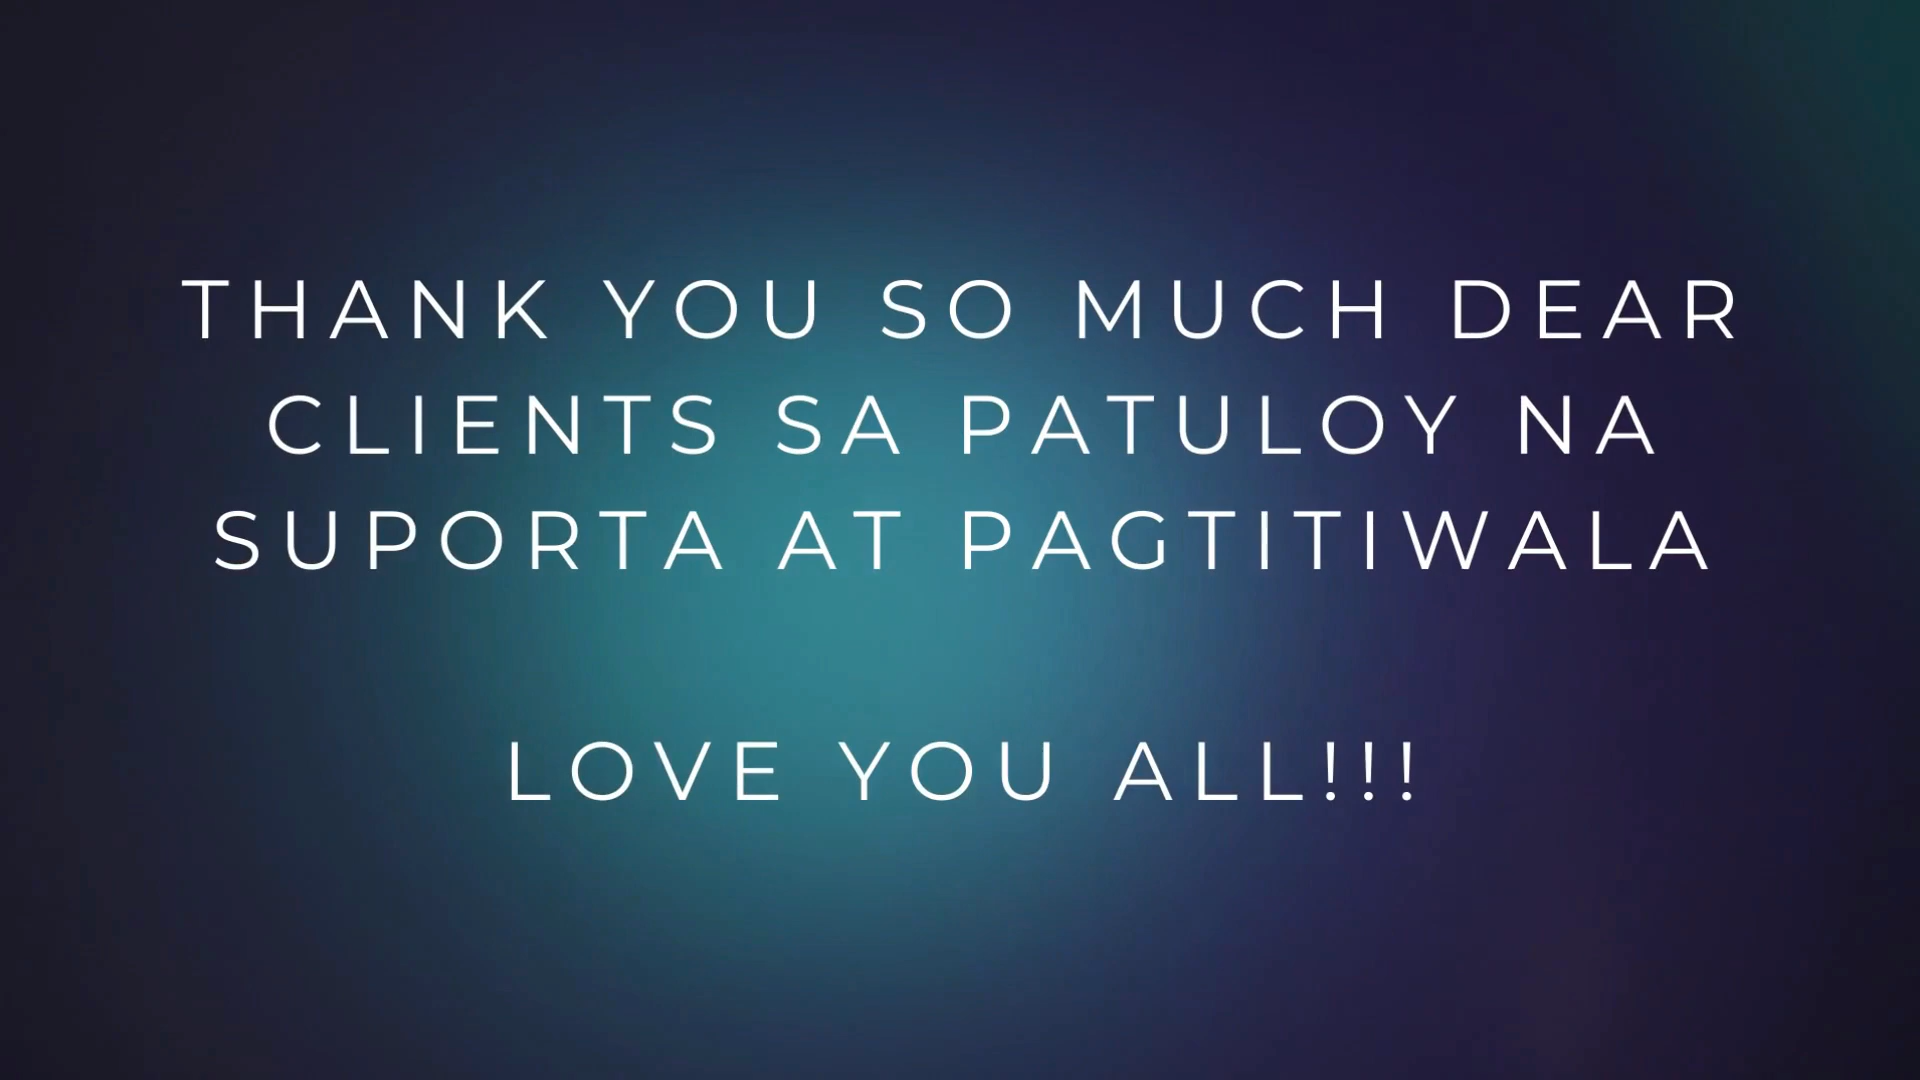 THANK YOU SO MUCH DEAR
CLIENTS SA PATULOY NA
SUPORTA AT PAGTITIWALA
LOVE YOU ALL!!!